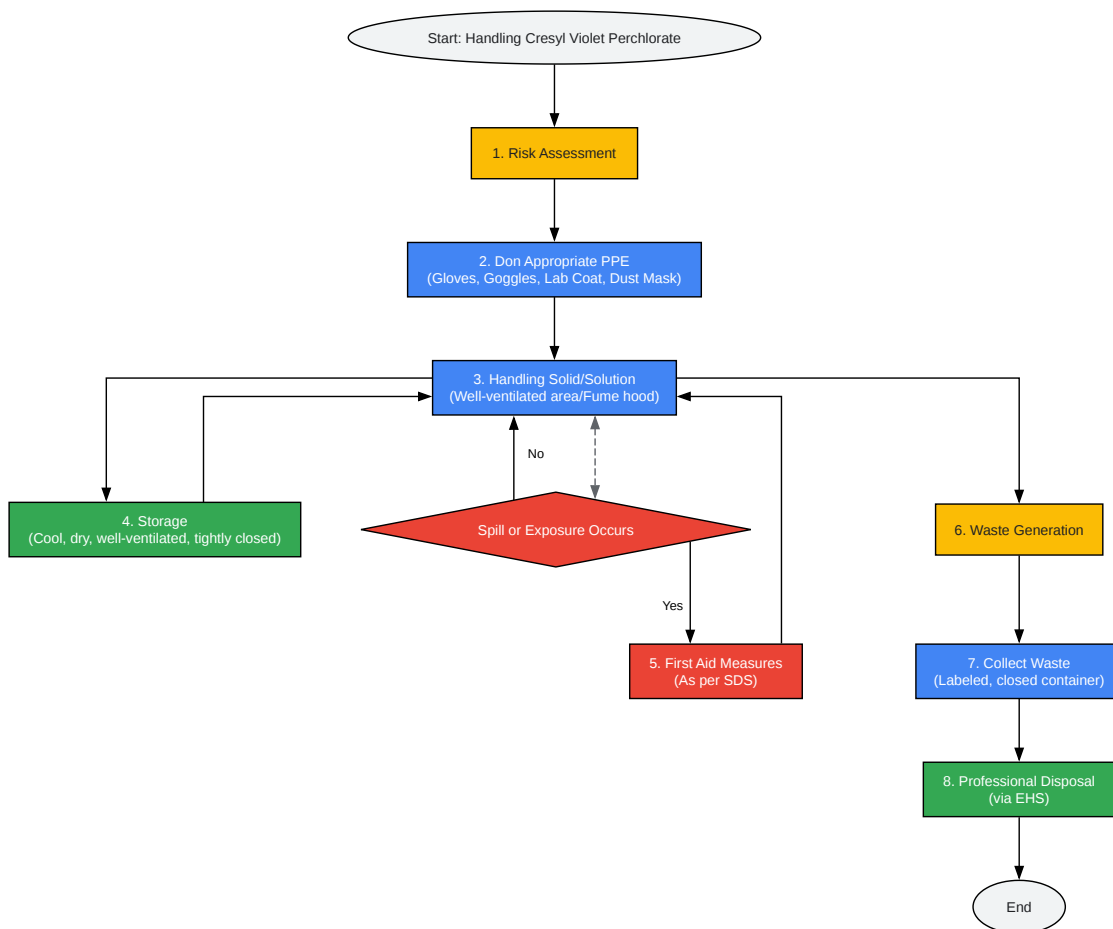 Start: Handling Cresyl Violet Perchlorate
1. Risk Assessment
2. Don Appropriate PPE
(Gloves, Goggles, Lab Coat, Dust Mask)
3. Handling Solid/Solution
(Well-ventilated area/Fume hood)
No
4. Storage
(Cool, dry, well-ventilated, tightly closed)
Spill or Exposure Occurs
6. Waste Generation
Yes
5. First Aid Measures
(As per SDS)
7. Collect Waste
(Labeled, closed container)
8. Professional Disposal
(via EHS)
End